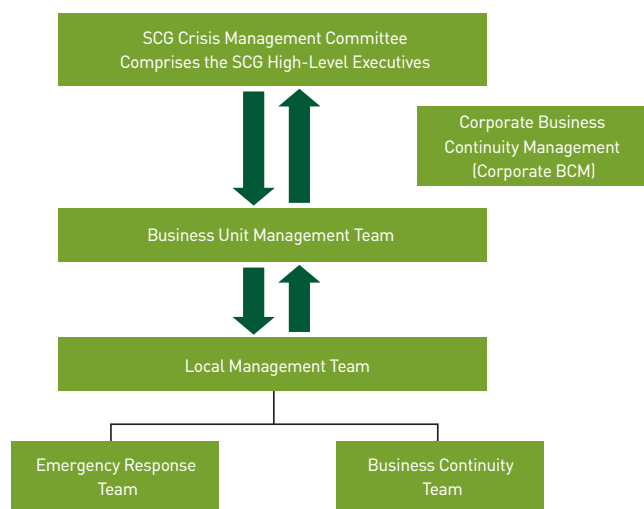 SCG Crisis Management Committee
Comprises the SCG High-Level Executives
Corporate Business
Continuity Management
(Corporate BCM)
Business Unit Management Team
Local Management Team
Emergency Response
Team
Business Continuity
Team